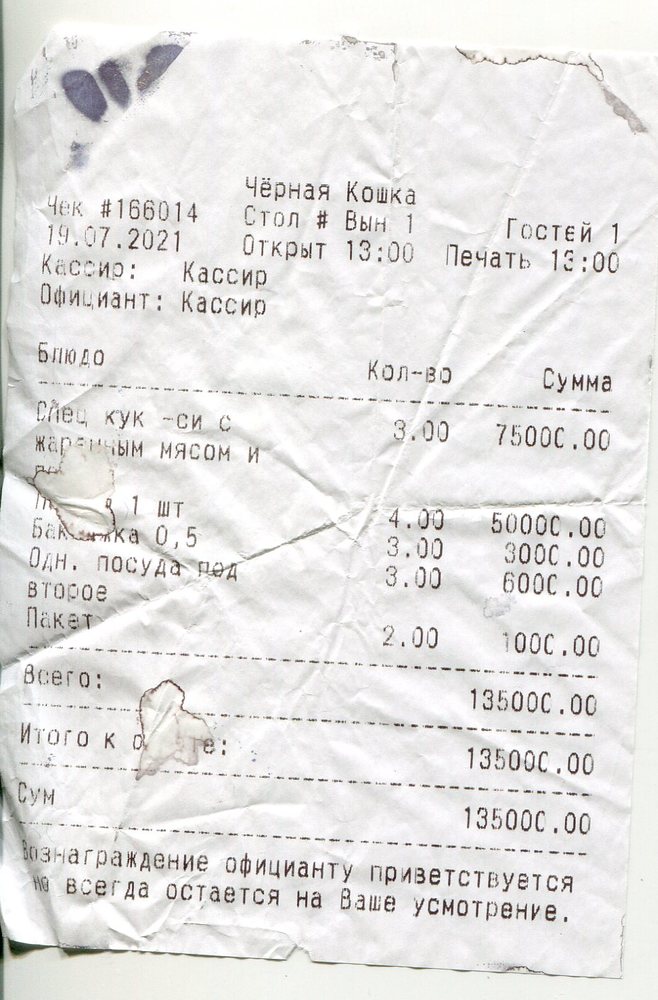 Чёрная Кошка
Чек #166014 Стол # Вын 1 Гостей 1
19.07.2021 Открыт 13:00 Печать 13:00
Кассир: Кассир
Официант: Кассир
Блюдо Кол-во Сумма
Спец кук -си с 3.00 75000.00
жаренным мясом и
1 шт 4.00 50000.00
0,5 3.00 3000.00
Одн. посуда под 3.00 6000.00
второе
Пакет 2.00 1000.00
Всего: 135000.00
Итого к 135000.00
Сум 135000.00
Вознаграждение официанту приветствуется
но всегда остается на Ваше усмотрение.